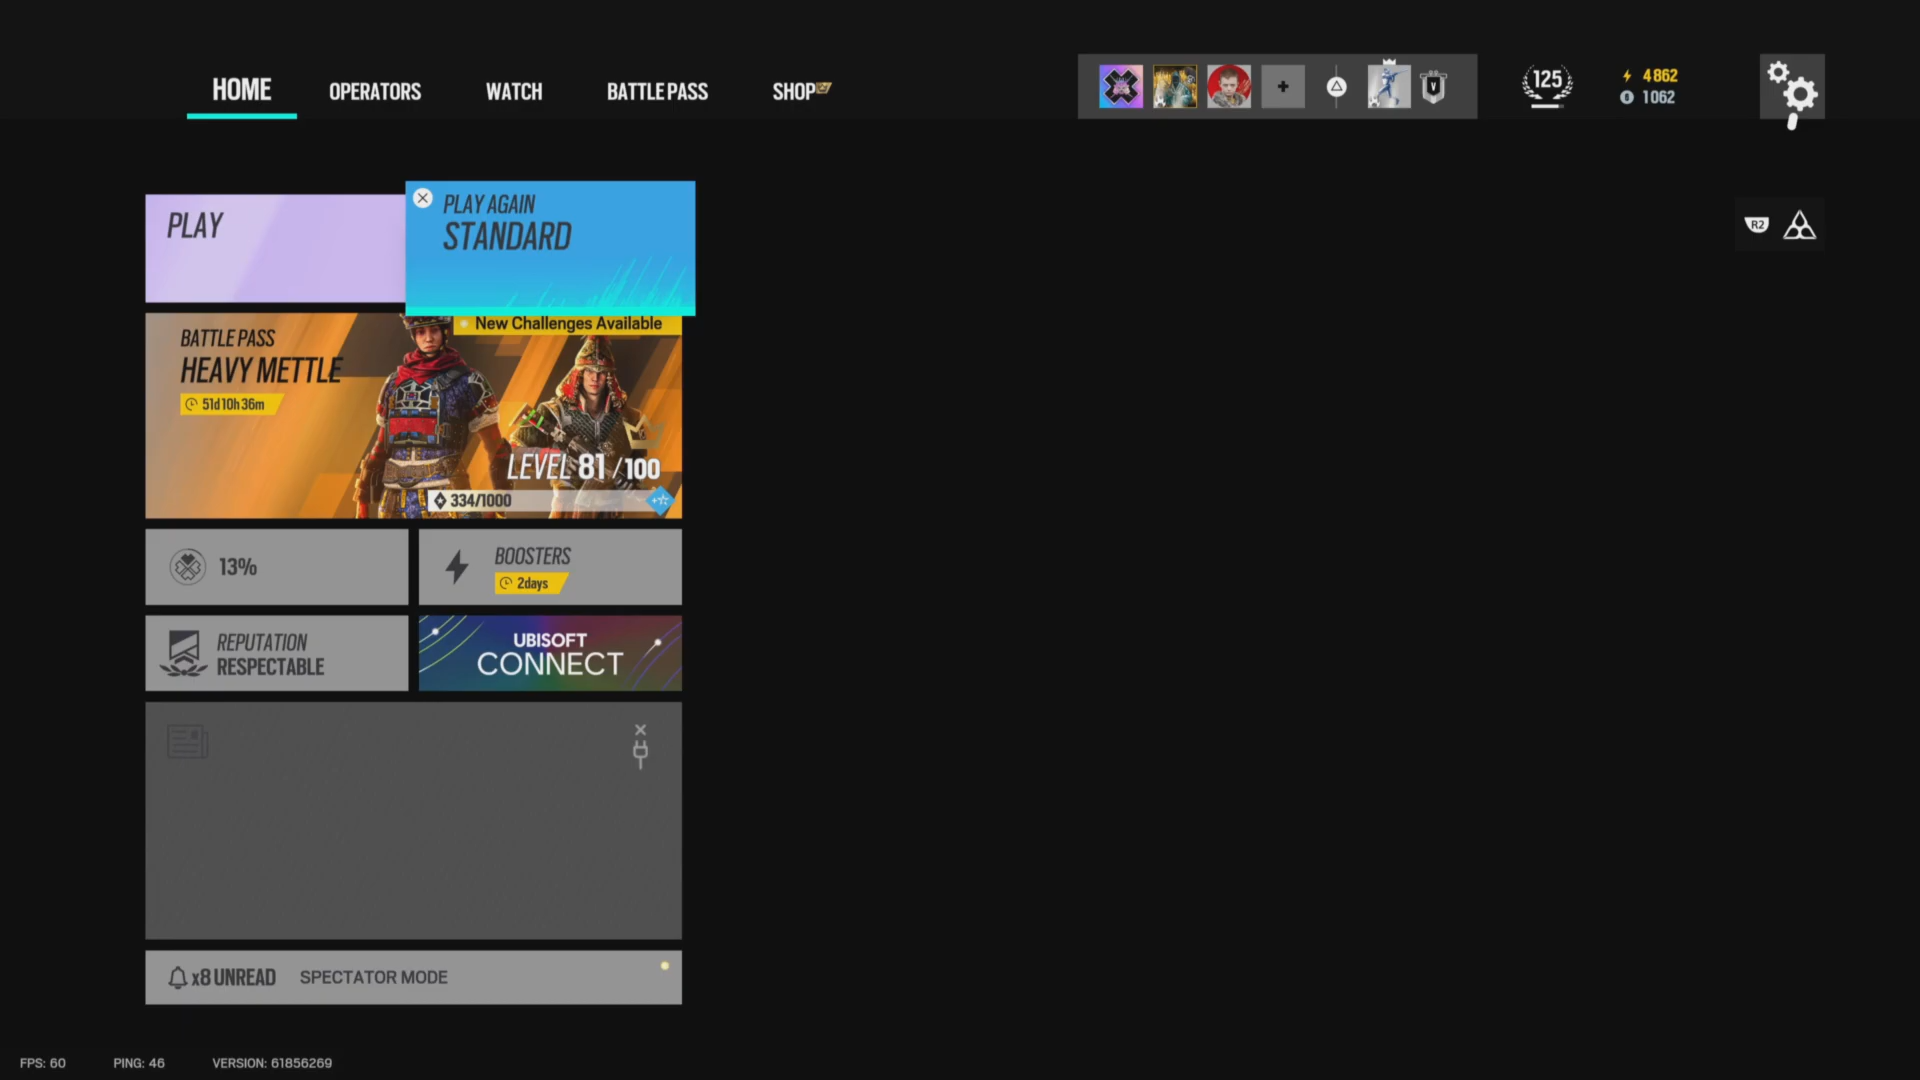 HOME
OPERATORS
WATCH
BATTLE PASS
SHOP
V
125
4862
1062
R2
PLAY
PLAY AGAIN
STANDARD
New Challenges Available
BATTLE PASS
HEAVY METTLE
51d 10h 36m
LEVEL 81 /100
334/1000
13%
BOOSTERS
2days
REPUTATION
RESPECTABLE
UBISOFT
CONNECT
x8 UNREAD
SPECTATOR MODE
FPS: 60
PING: 46
VERSION: 61856269